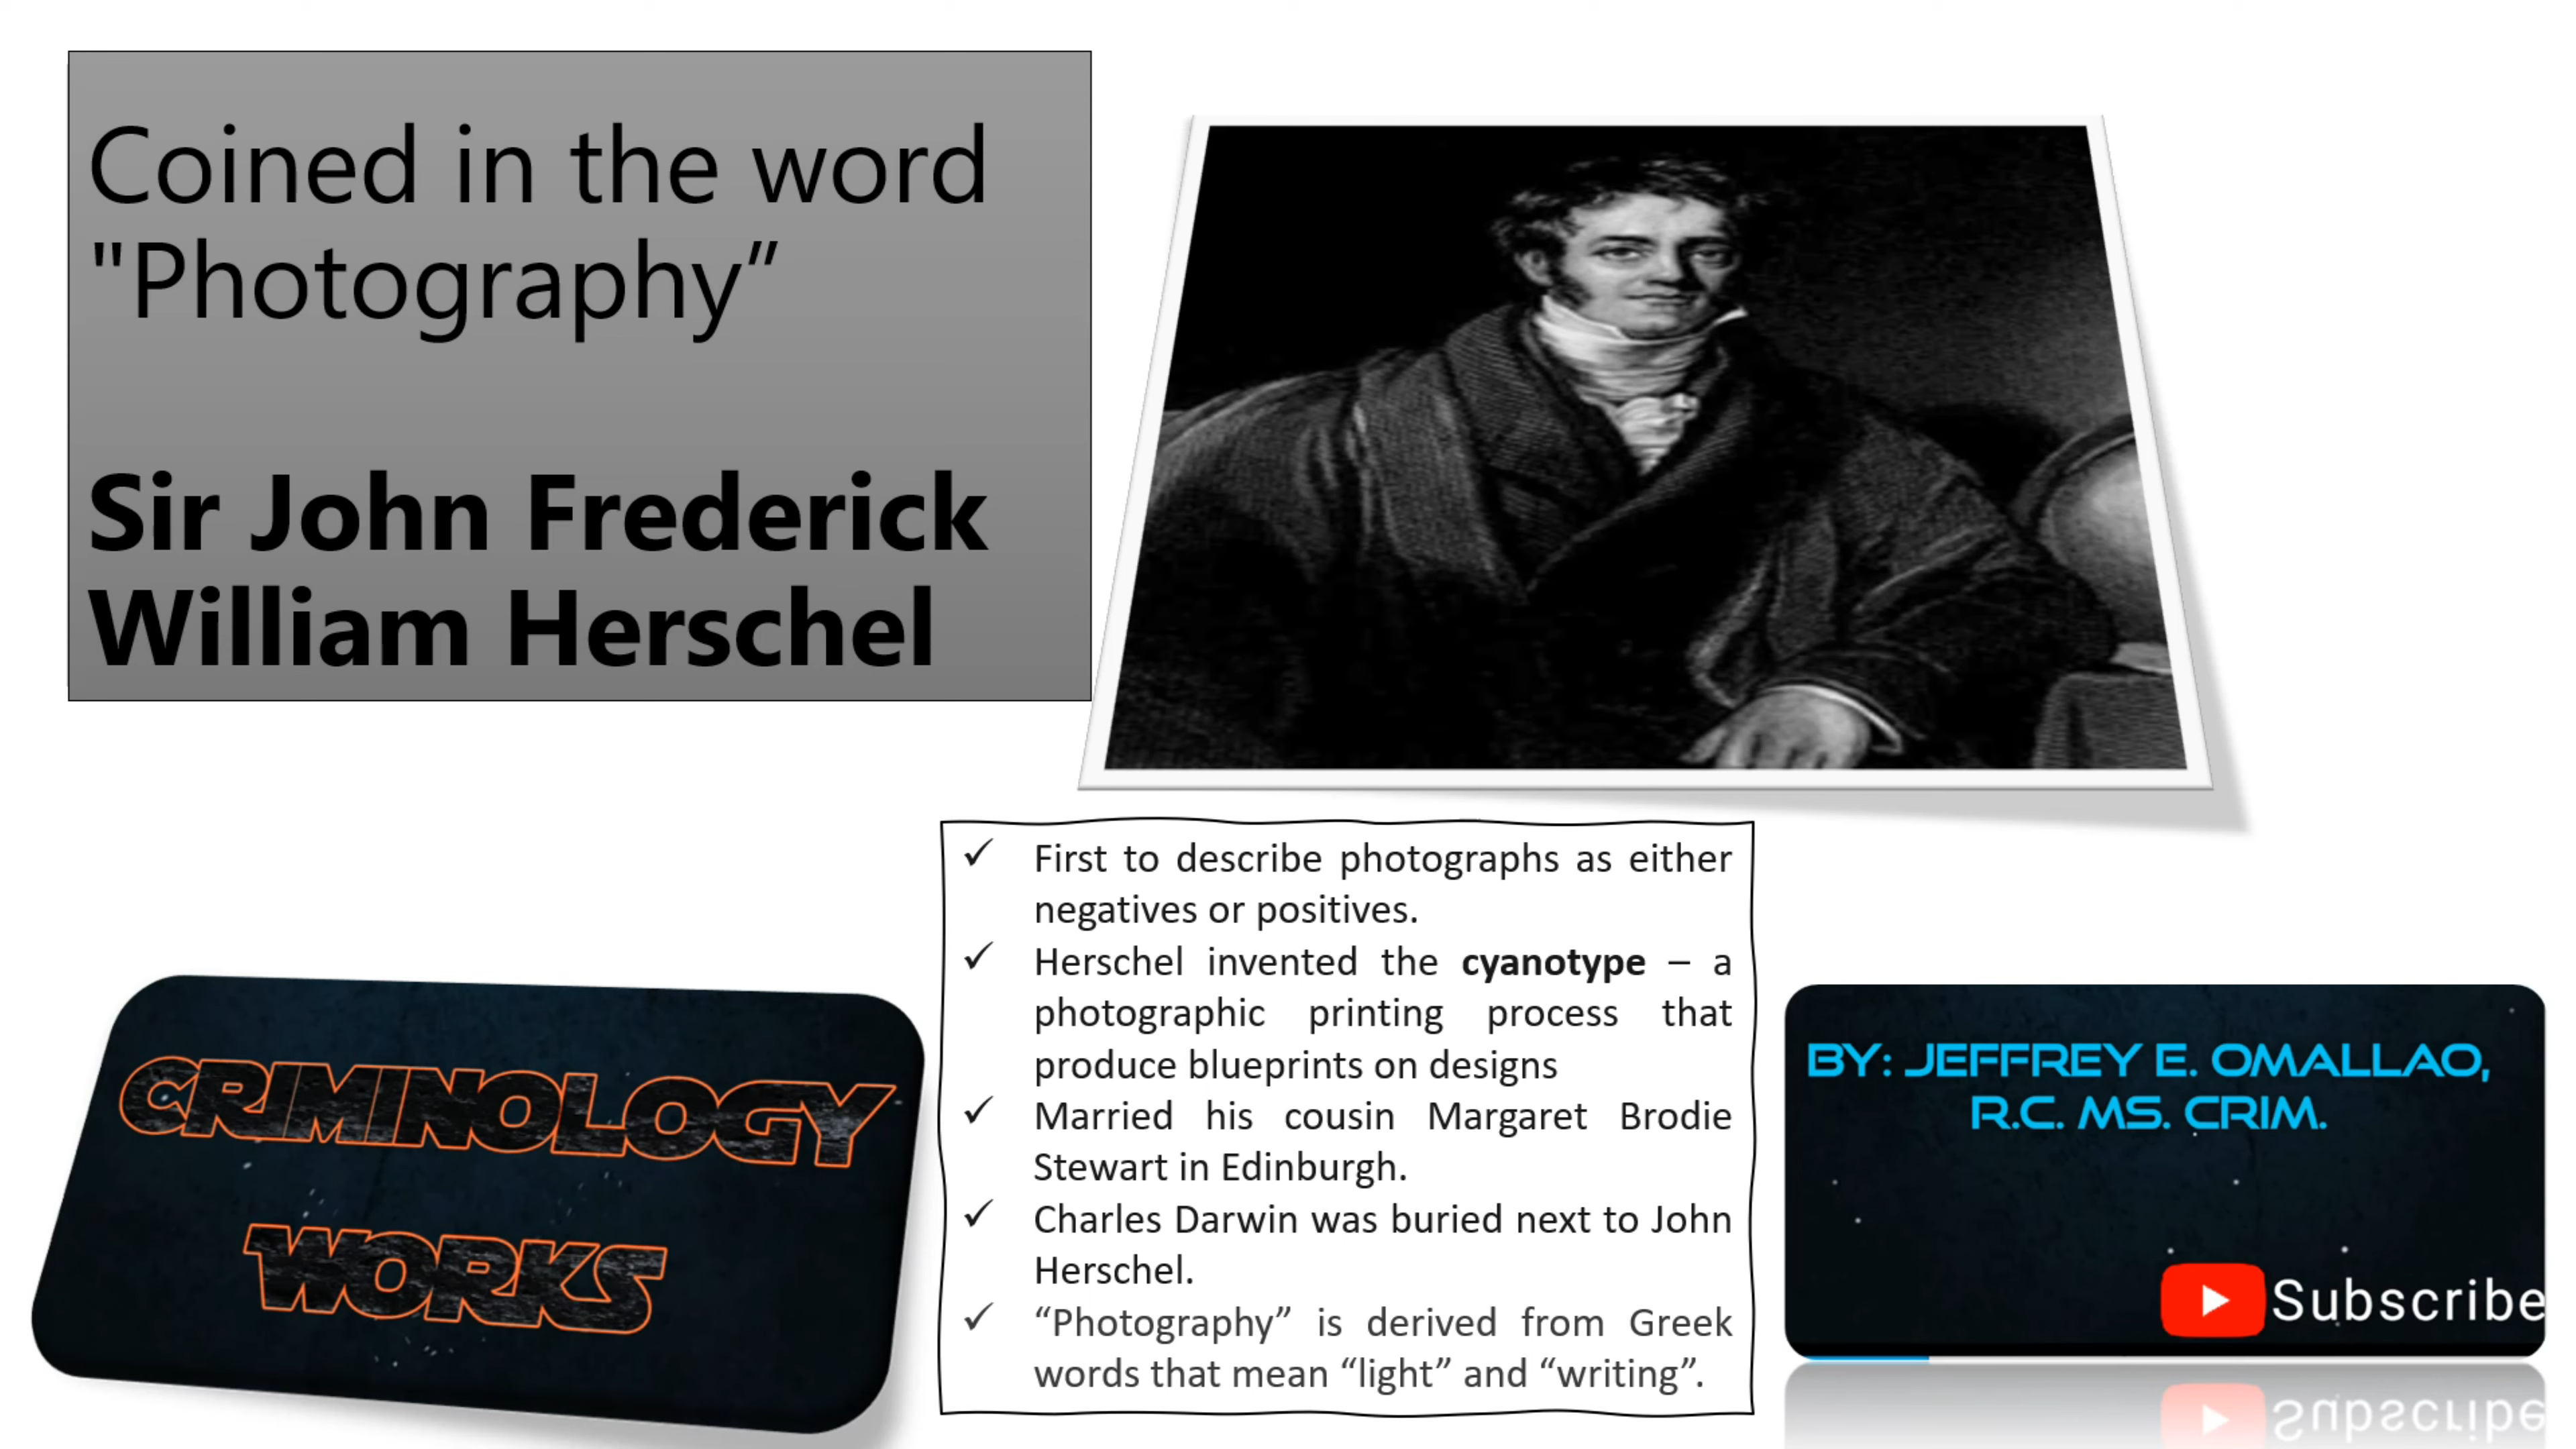 Coined in the word
"Photography”
Sir John Frederick
William Herschel
✓ First to describe photographs as either
negatives or positives.
✓ Herschel invented the cyanotype – a
photographic printing process that
produce blueprints on designs
✓ Married his cousin Margaret Brodie
Stewart in Edinburgh.
✓ Charles Darwin was buried next to John
Herschel.
✓ “Photography” is derived from Greek
words that mean “light” and “writing”.
CRIMINOLOGY
WORKS
BY: JEFFREY E. OMALLAO,
R.C. MS. CRIM.
Subscribe